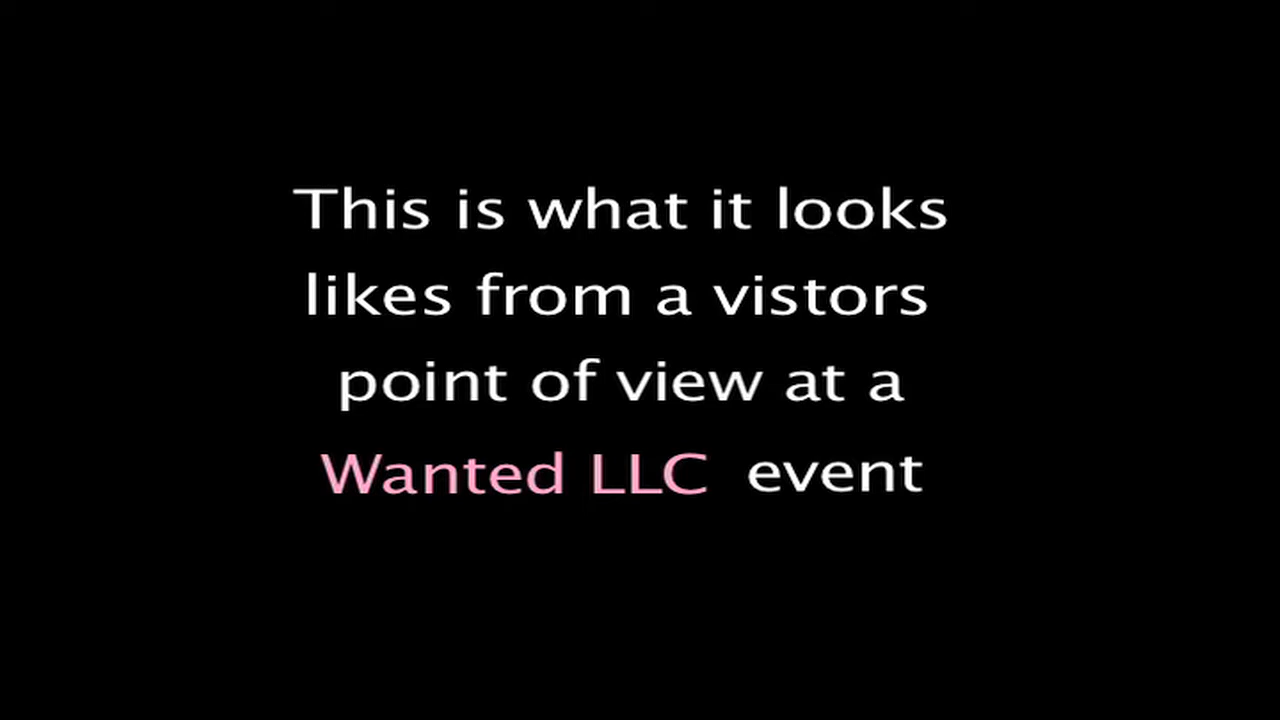 This is what it looks
likes from a vistors
point of view at a
Wanted LLC event